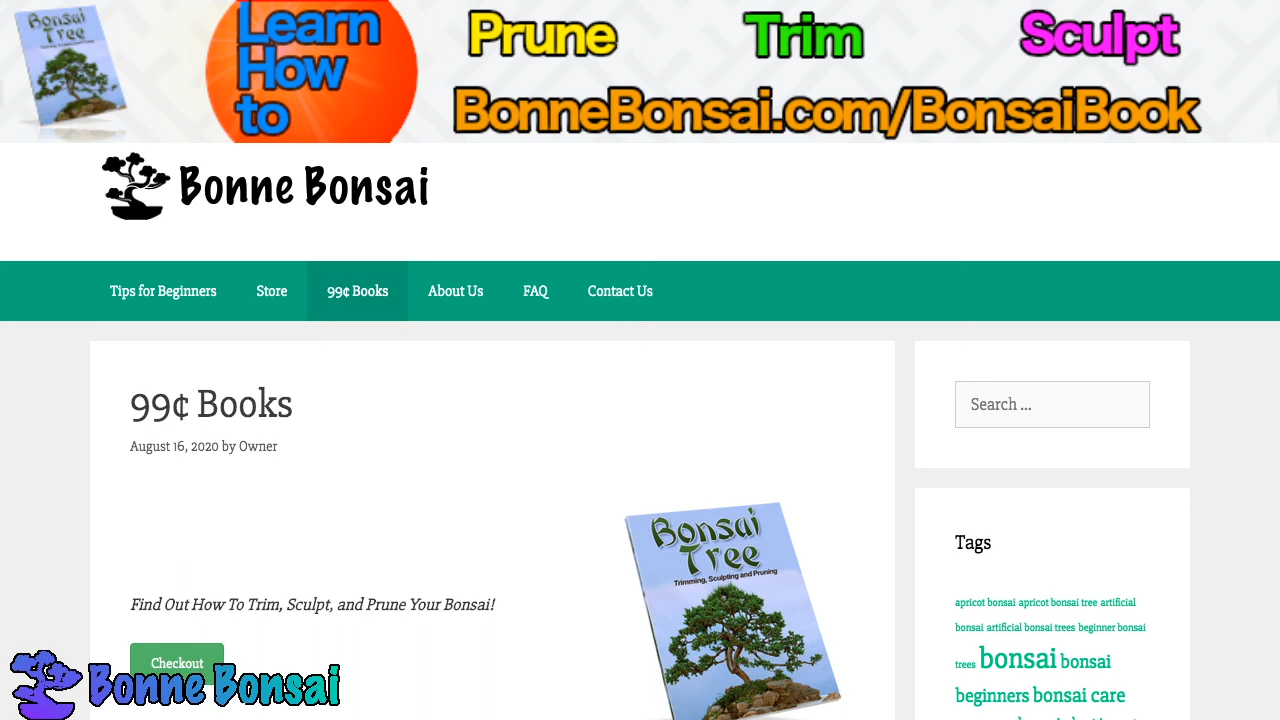 Bonsai
Tree
Learn
How
to
Prune
Trim
Sculpt
BonneBonsai.com/BonsaiBook
Bonne Bonsai
Tips for Beginners
Store
99¢ Books
About Us
FAQ
Contact Us
99¢ Books
August 16, 2020 by Owner
Find Out How To Trim, Sculpt, and Prune Your Bonsai!
Checkout
Bonsai
Tree
Trimming, Sculpting and Pruning
Search ...
Tags
apricot bonsai apricot bonsai tree artificial
bonsai artificial bonsai trees beginner bonsai
trees bonsai bonsai
beginners bonsai care
Bonne Bonsai